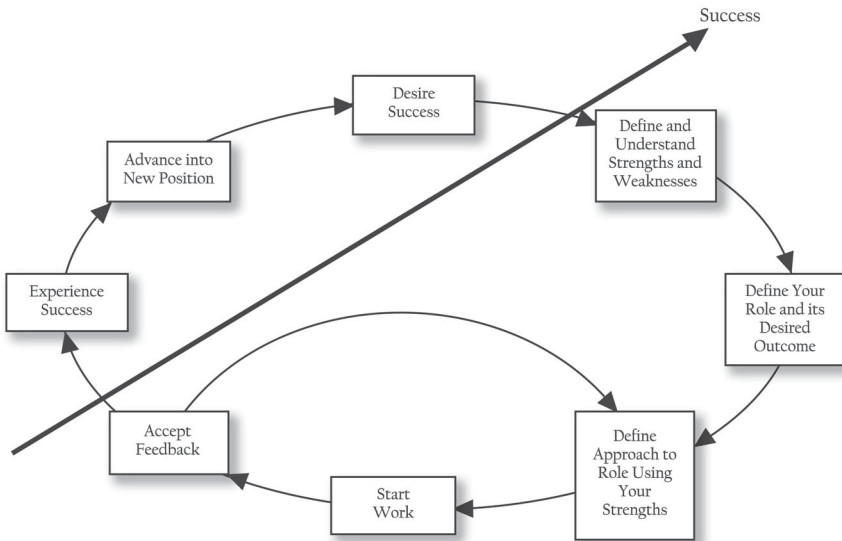 Success
Desire
Success
Define and
Understand
Strengths and
Weaknesses
Advance into
New Position
Experience
Success
Define Your
Role and its
Desired
Outcome
Accept
Feedback
Define
Approach to
Role Using
Your
Strengths
Start
Work